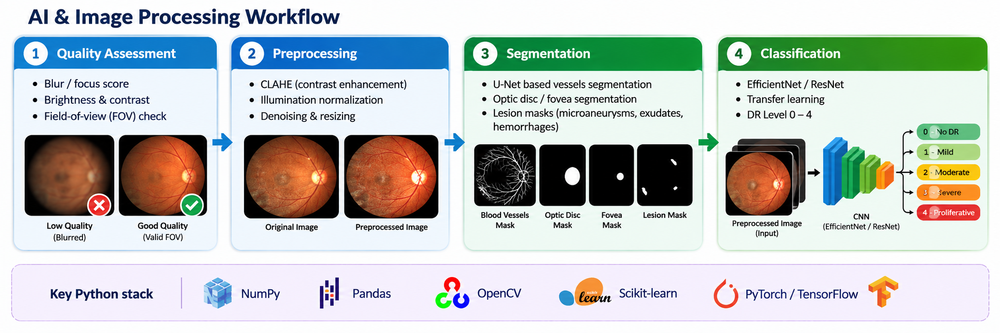 AI & Image Processing Workflow
1 Quality Assessment
• Blur / focus score
• Brightness & contrast
• Field-of-view (FOV) check
Low Quality
(Blurred)
Good Quality
(Valid FOV)
2 Preprocessing
• CLAHE (contrast enhancement)
• Illumination normalization
• Denoising & resizing
Original Image
Preprocessed Image
3 Segmentation
• U-Net based vessels segmentation
• Optic disc / fovea segmentation
• Lesion masks (microaneurysms, exudates,
hemorrhages)
Blood Vessels
Mask
Optic Disc
Mask
Fovea
Mask
Lesion Mask
4 Classification
• EfficientNet / ResNet
• Transfer learning
• DR Level 0 – 4
Preprocessed Image
(Input)
CNN
(EfficientNet / ResNet)
0 - No DR
1 - Mild
2 - Moderate
3 - Severe
4 - Proliferative
Key Python stack
NumPy
Pandas
OpenCV
scikit
learn
Scikit-learn
PyTorch / TensorFlow